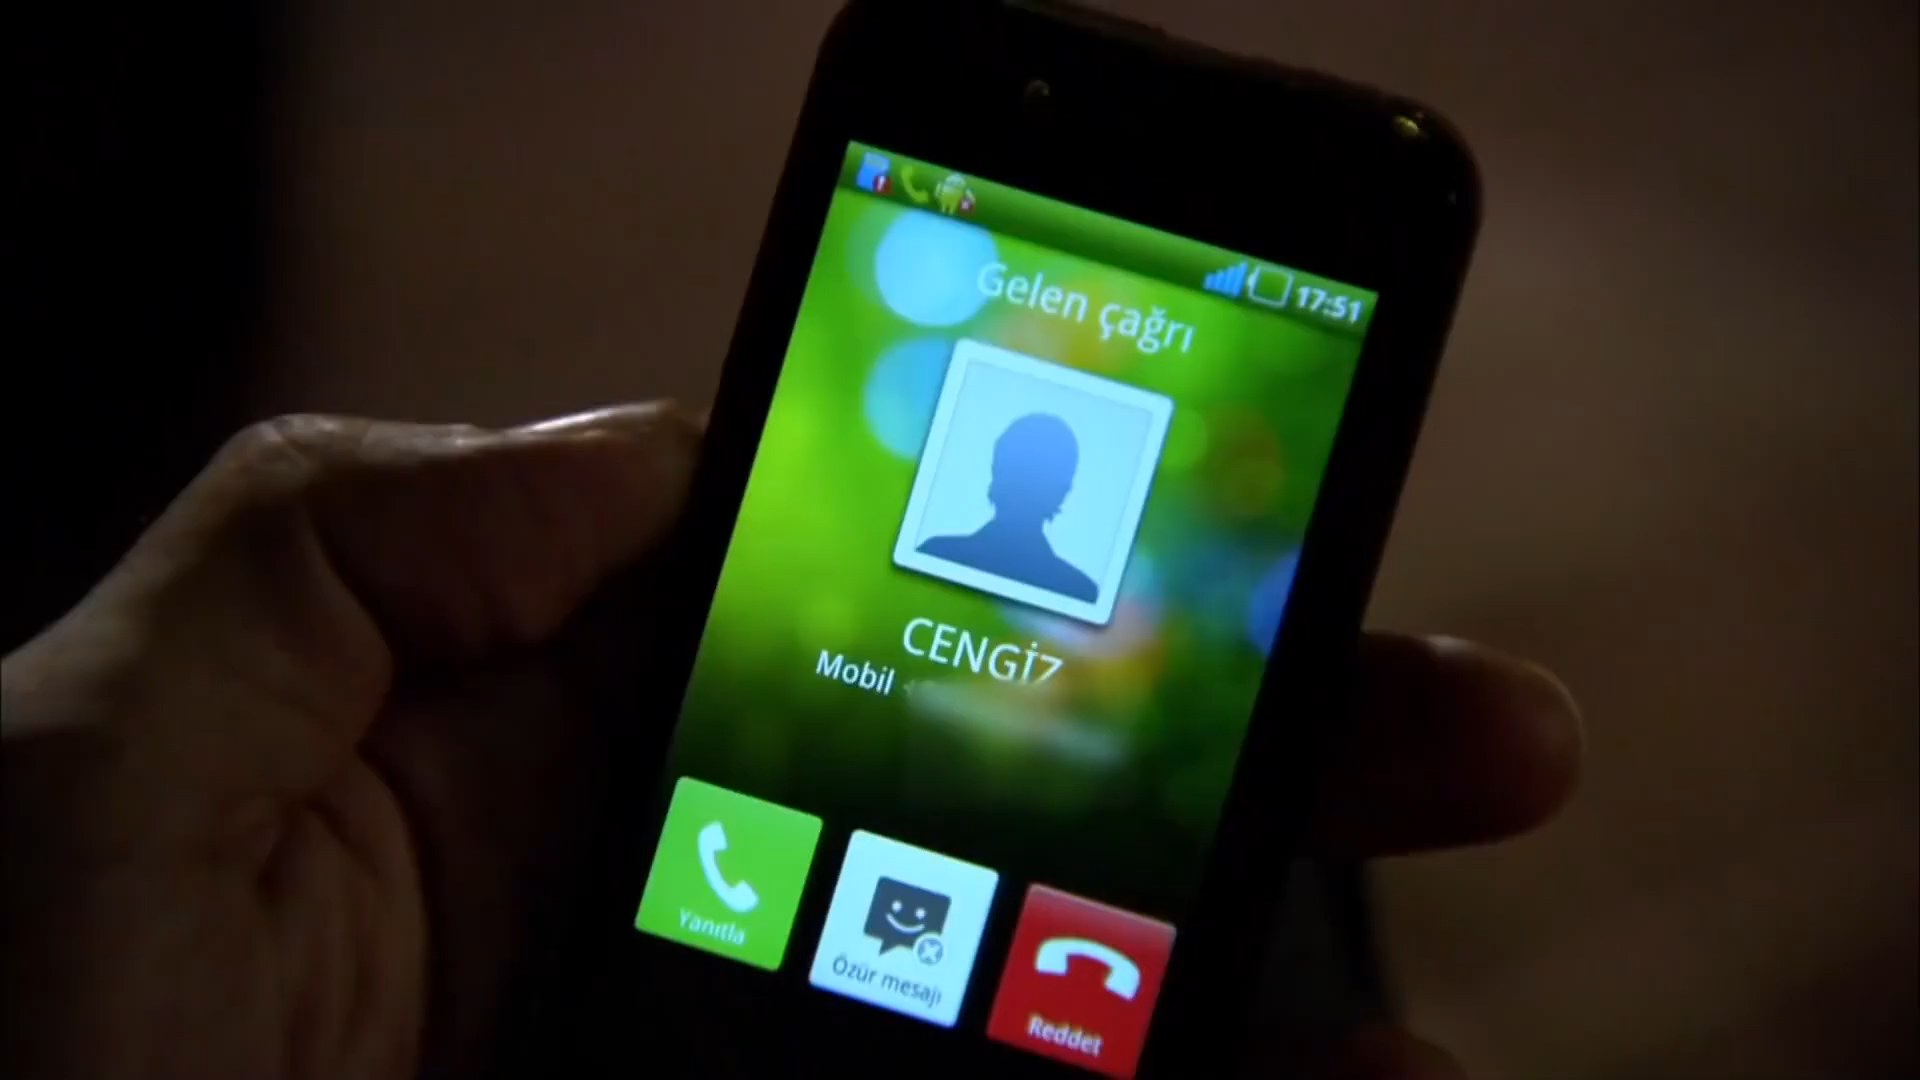 17:51
Gelen çağrı
CENGİZ
Mobil
Yanıtla
Özür mesajı
Reddet